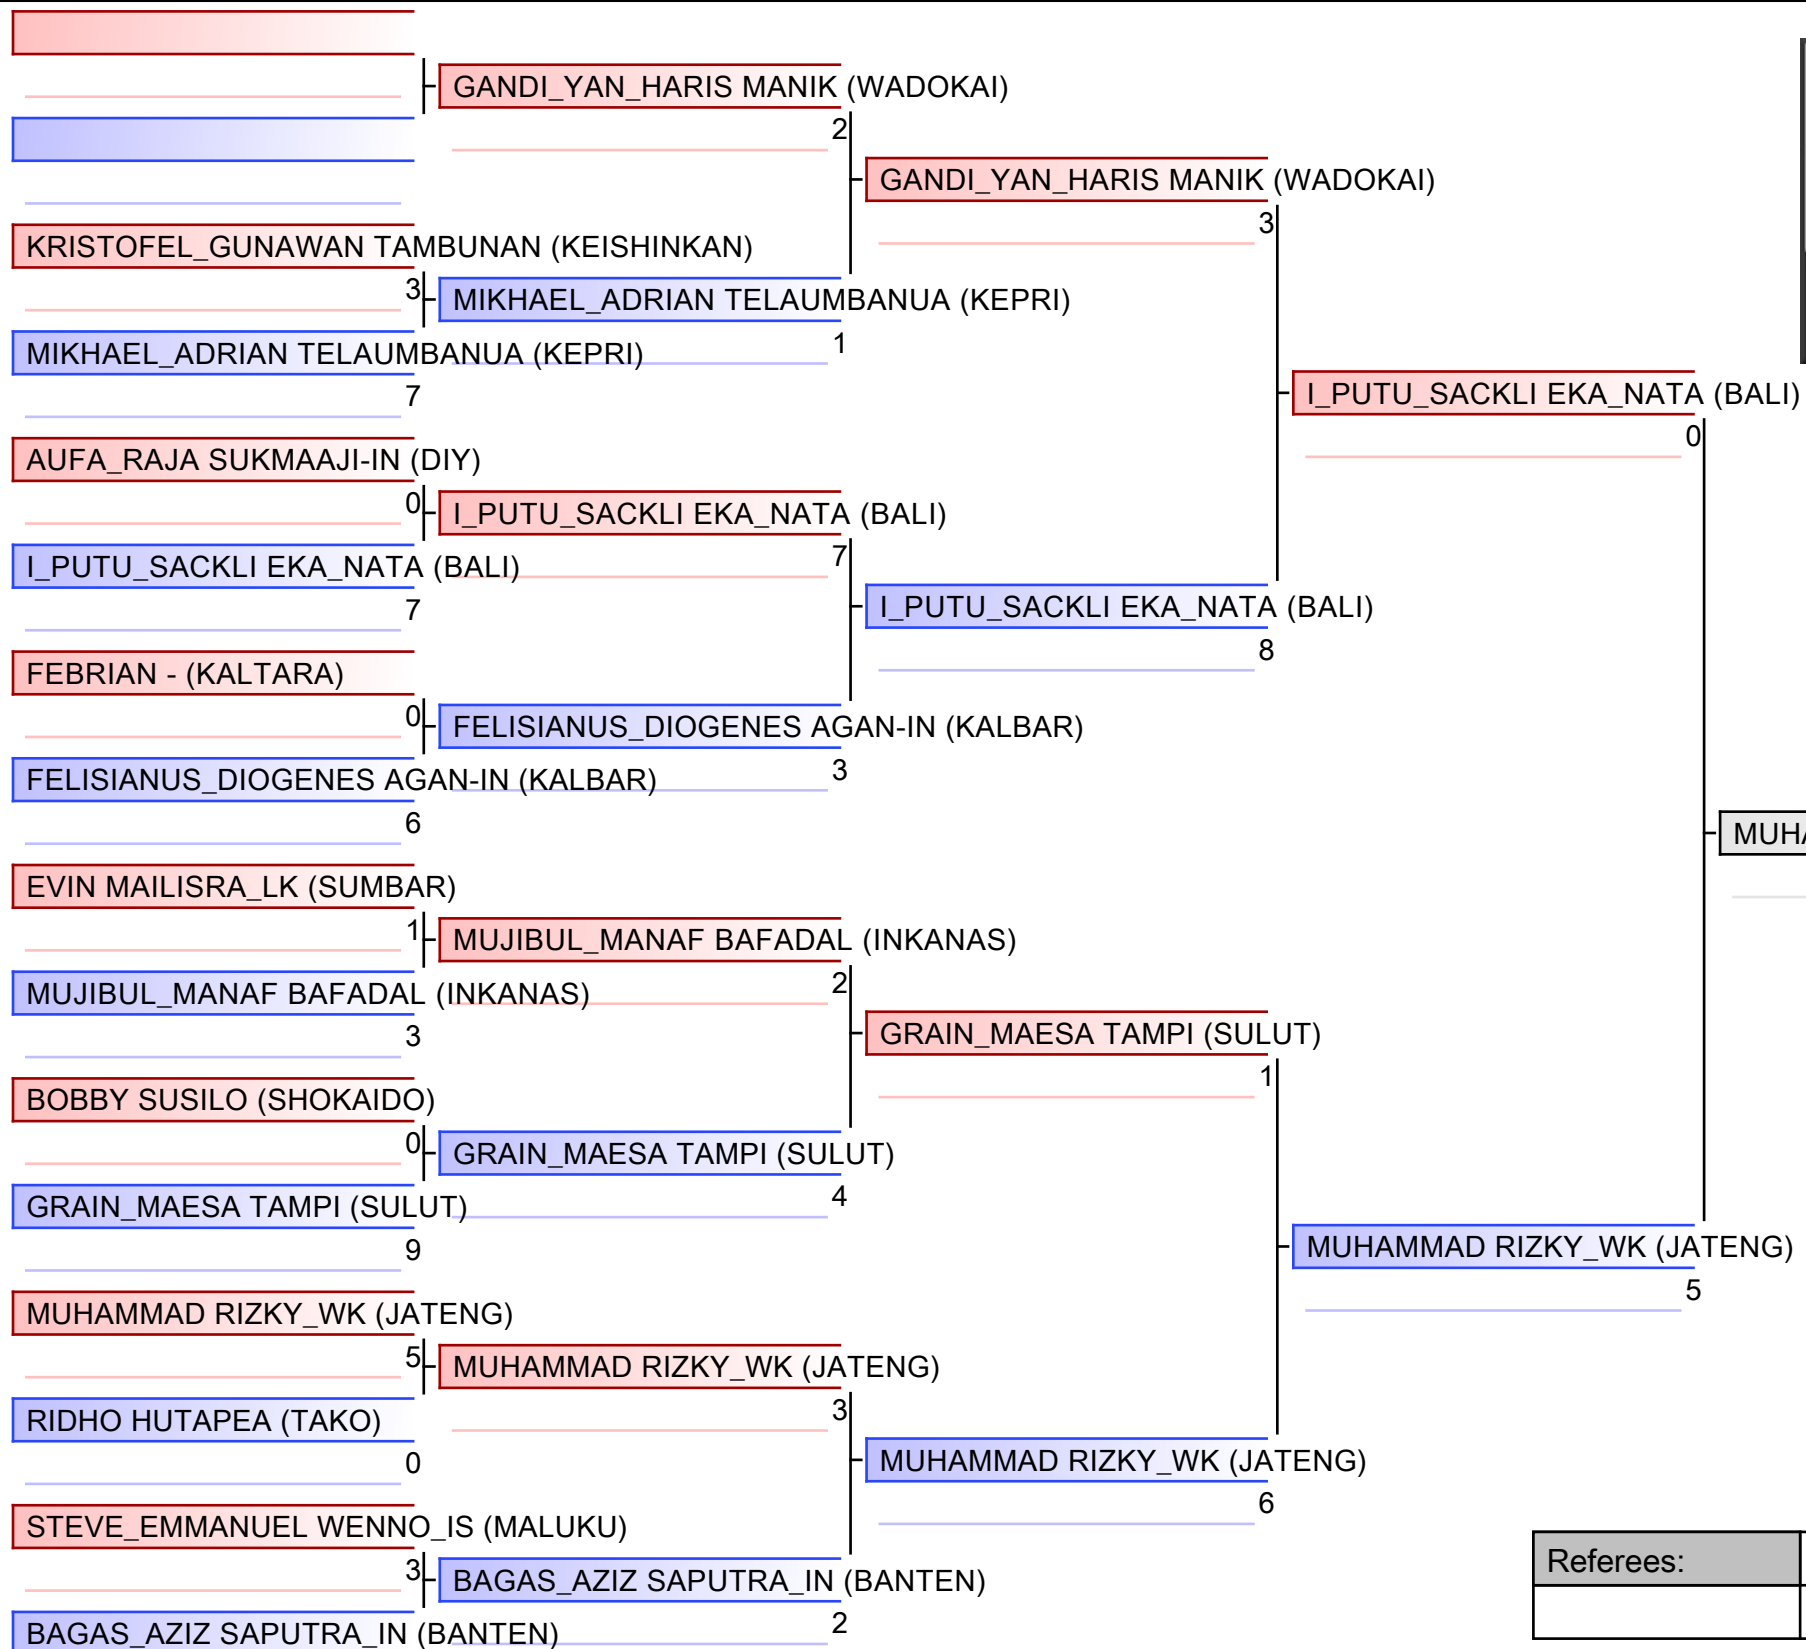 GANDI_YAN_HARIS MANIK (WADOKAI)
2
GANDI_YAN_HARIS MANIK (WADOKAI)
3
KRISTOFEL_GUNAWAN TAMBUNAN (KEISHINKAN)
3
MIKHAEL_ADRIAN TELAUMBANUA (KEPRI)
1
MIKHAEL_ADRIAN TELAUMBANUA (KEPRI)
7
I_PUTU_SACKLI EKA_NATA (BALI)
0
AUFA_RAJA SUKMAAJI-IN (DIY)
0
I_PUTU_SACKLI EKA_NATA (BALI)
7
I_PUTU_SACKLI EKA_NATA (BALI)
7
I_PUTU_SACKLI EKA_NATA (BALI)
8
FEBRIAN - (KALTARA)
0
FELISIANUS_DIOGENES AGAN-IN (KALBAR)
3
FELISIANUS_DIOGENES AGAN-IN (KALBAR)
6
MUHA
EVIN MAILISRA_LK (SUMBAR)
1
MUJIBUL_MANAF BAFADAL (INKANAS)
2
MUJIBUL_MANAF BAFADAL (INKANAS)
3
GRAIN_MAESA TAMPI (SULUT)
1
BOBBY SUSILO (SHOKAIDO)
0
GRAIN_MAESA TAMPI (SULUT)
4
GRAIN_MAESA TAMPI (SULUT)
9
MUHAMMAD RIZKY_WK (JATENG)
5
MUHAMMAD RIZKY_WK (JATENG)
5
MUHAMMAD RIZKY_WK (JATENG)
3
RIDHO HUTAPEA (TAKO)
0
MUHAMMAD RIZKY_WK (JATENG)
6
STEVE_EMMANUEL WENNO_IS (MALUKU)
3
BAGAS_AZIZ SAPUTRA_IN (BANTEN)
2
BAGAS_AZIZ SAPUTRA_IN (BANTEN)
Referees: